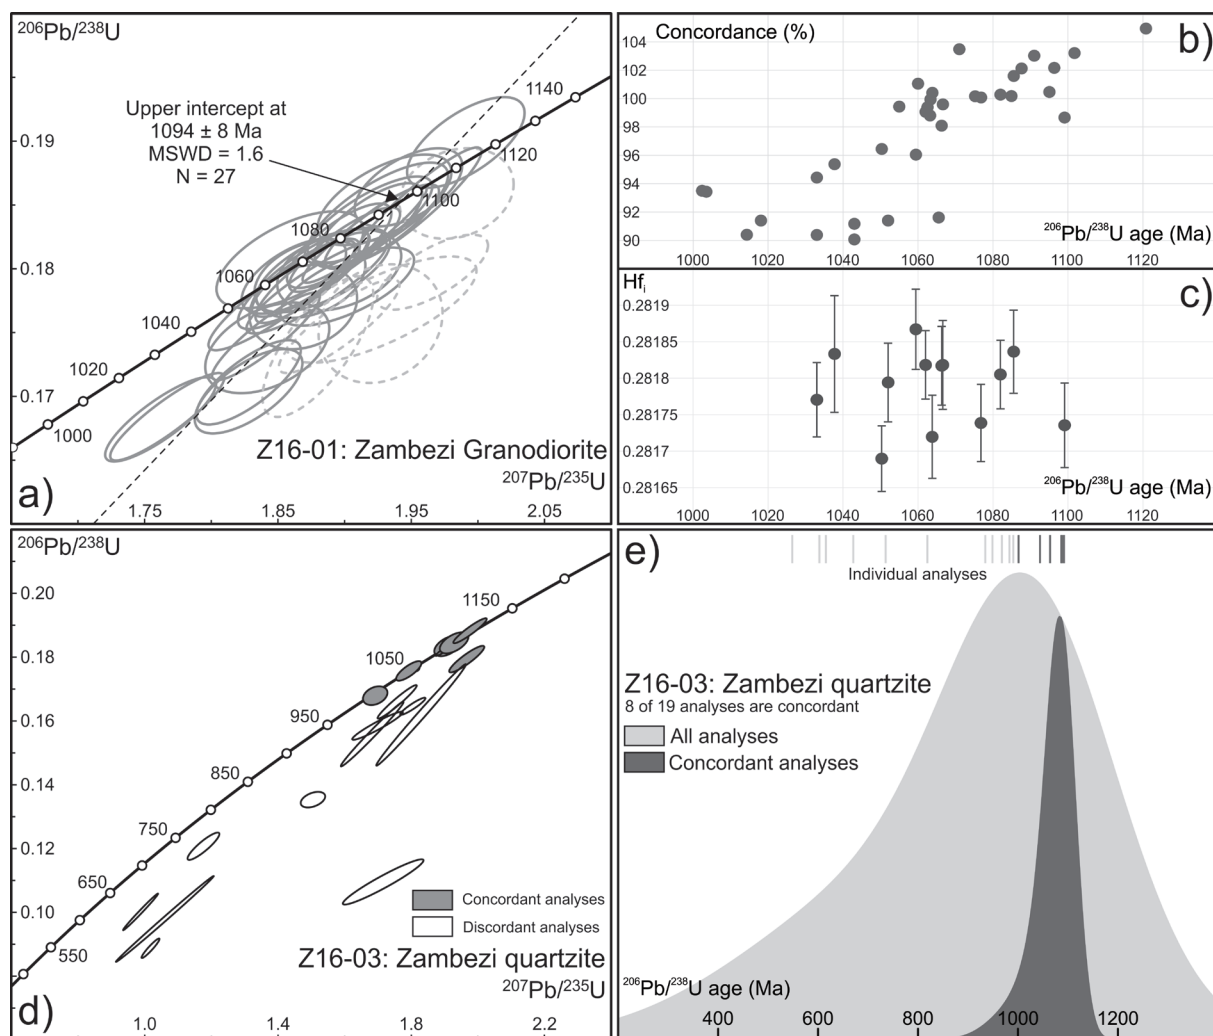 ²⁰⁶Pb/²³⁸U
Upper intercept at
1094 ± 8 Ma
MSWD = 1.6
N = 27
1140
1120
1100
1080
1060
1040
1020
1000
0.19
0.18
0.17
Z16-01: Zambezi Granodiorite
²⁰⁷Pb/²³⁵U
a)
1.75 1.85 1.95 2.05
Concordance (%)
b)
104
102
100
98
96
94
92
90
²⁰⁶Pb/²³⁸U age (Ma)
1000 1020 1040 1060 1080 1100 1120
Hfᵢ
c)
0.2819
0.28185
0.2818
0.28175
0.2817
0.28165
²⁰⁶Pb/²³⁸U age (Ma)
1000 1020 1040 1060 1080 1100 1120
²⁰⁶Pb/²³⁸U
0.20
0.18
0.16
0.14
0.12
0.10
1150
1050
950
850
750
650
550
Concordant analyses
Discordant analyses
Z16-03: Zambezi quartzite
²⁰⁷Pb/²³⁵U
d)
1.0 1.4 1.8 2.2
e)
Individual analyses
Z16-03: Zambezi quartzite
8 of 19 analyses are concordant
All analyses
Concordant analyses
²⁰⁶Pb/²³⁸U age (Ma)
400 600 800 1000 1200